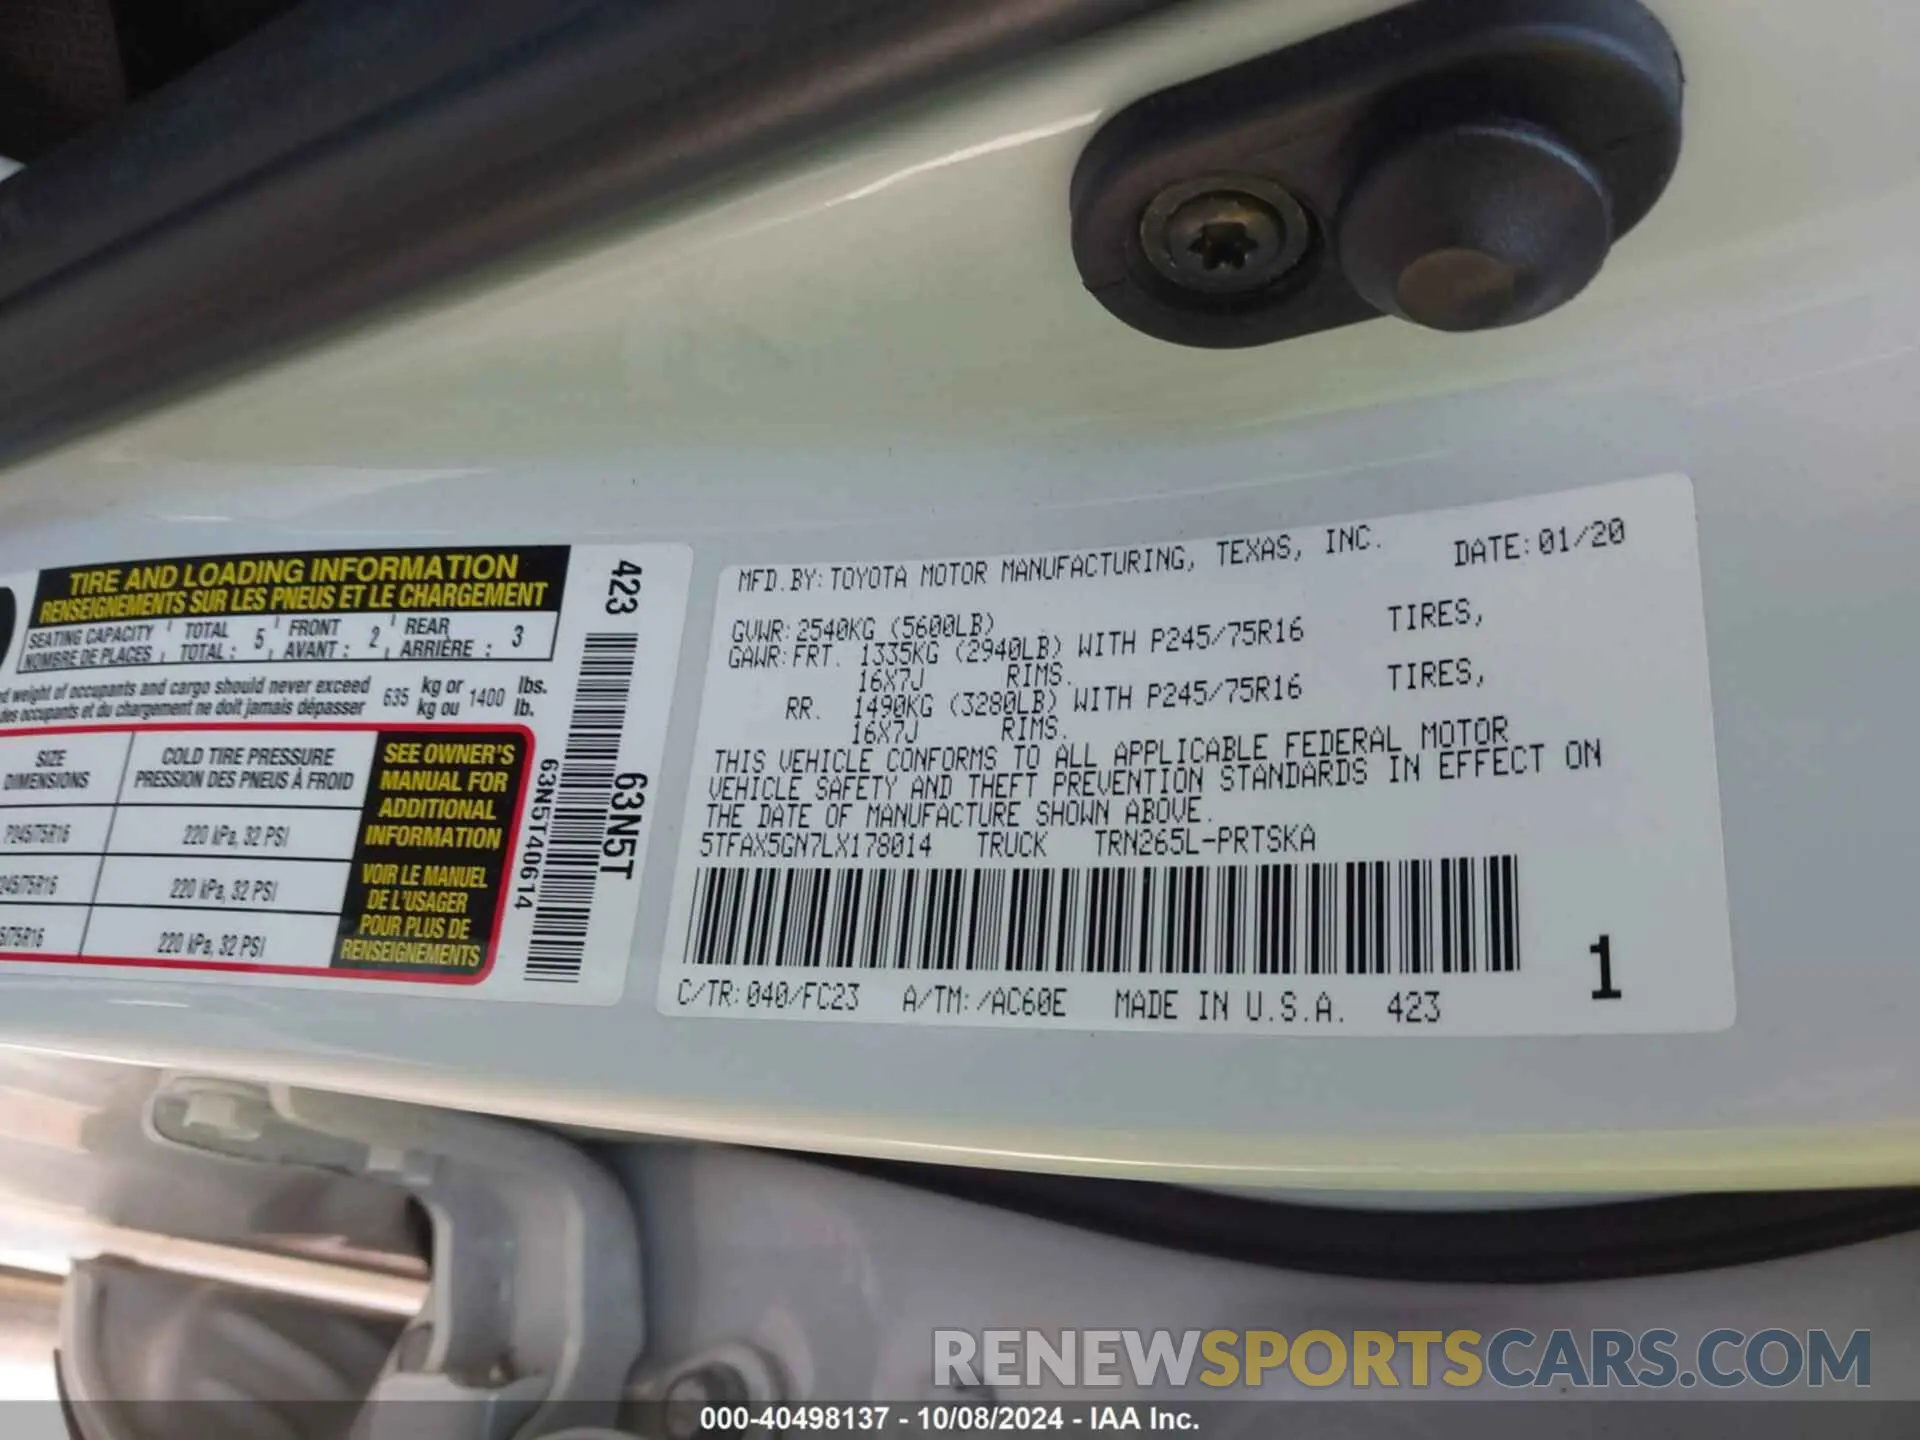 TIRE AND LOADING INFORMATION
RENSEIGNEMENTS SUR LES PNEUS ET LE CHARGEMENT
SEATING CAPACITY TOTAL 5 FRONT 2 REAR 3
NOMBRE DE PLACES TOTAL : AVANT : ARRIÈRE :
weight of occupants and cargo should never exceed 635 kg or 1400 lbs.
des occupants et du chargement ne doit jamais dépasser kg ou lb.
SIZE COLD TIRE PRESSURE
DIMENSIONS PRESSION DES PNEUS À FROID
P245/75R16 220 kPa, 32 PSI
245/75R16 220 kPa, 32 PSI
5/75R16 220 kPa, 32 PSI
SEE OWNER'S
MANUAL FOR
ADDITIONAL
INFORMATION
VOIR LE MANUEL
DE L'USAGER
POUR PLUS DE
RENSEIGNEMENTS
423
63N5T
63N5T40614
MFD.BY:TOYOTA MOTOR MANUFACTURING, TEXAS, INC. DATE:01/20
GVWR:2540KG (5600LB)
GAWR:FRT. 1335KG (2940LB) WITH P245/75R16 TIRES,
16X7J RIMS.
RR. 1490KG (3280LB) WITH P245/75R16 TIRES,
16X7J RIMS.
THIS VEHICLE CONFORMS TO ALL APPLICABLE FEDERAL MOTOR
VEHICLE SAFETY AND THEFT PREVENTION STANDARDS IN EFFECT ON
THE DATE OF MANUFACTURE SHOWN ABOVE.
5TFAX5GN7LX178014 TRUCK TRN265L-PRTSKA
C/TR:040/FC23 A/TM:/AC60E MADE IN U.S.A. 423
1
RENEWSPORTSCARS.COM
000-40498137 - 10/08/2024 - IAA Inc.